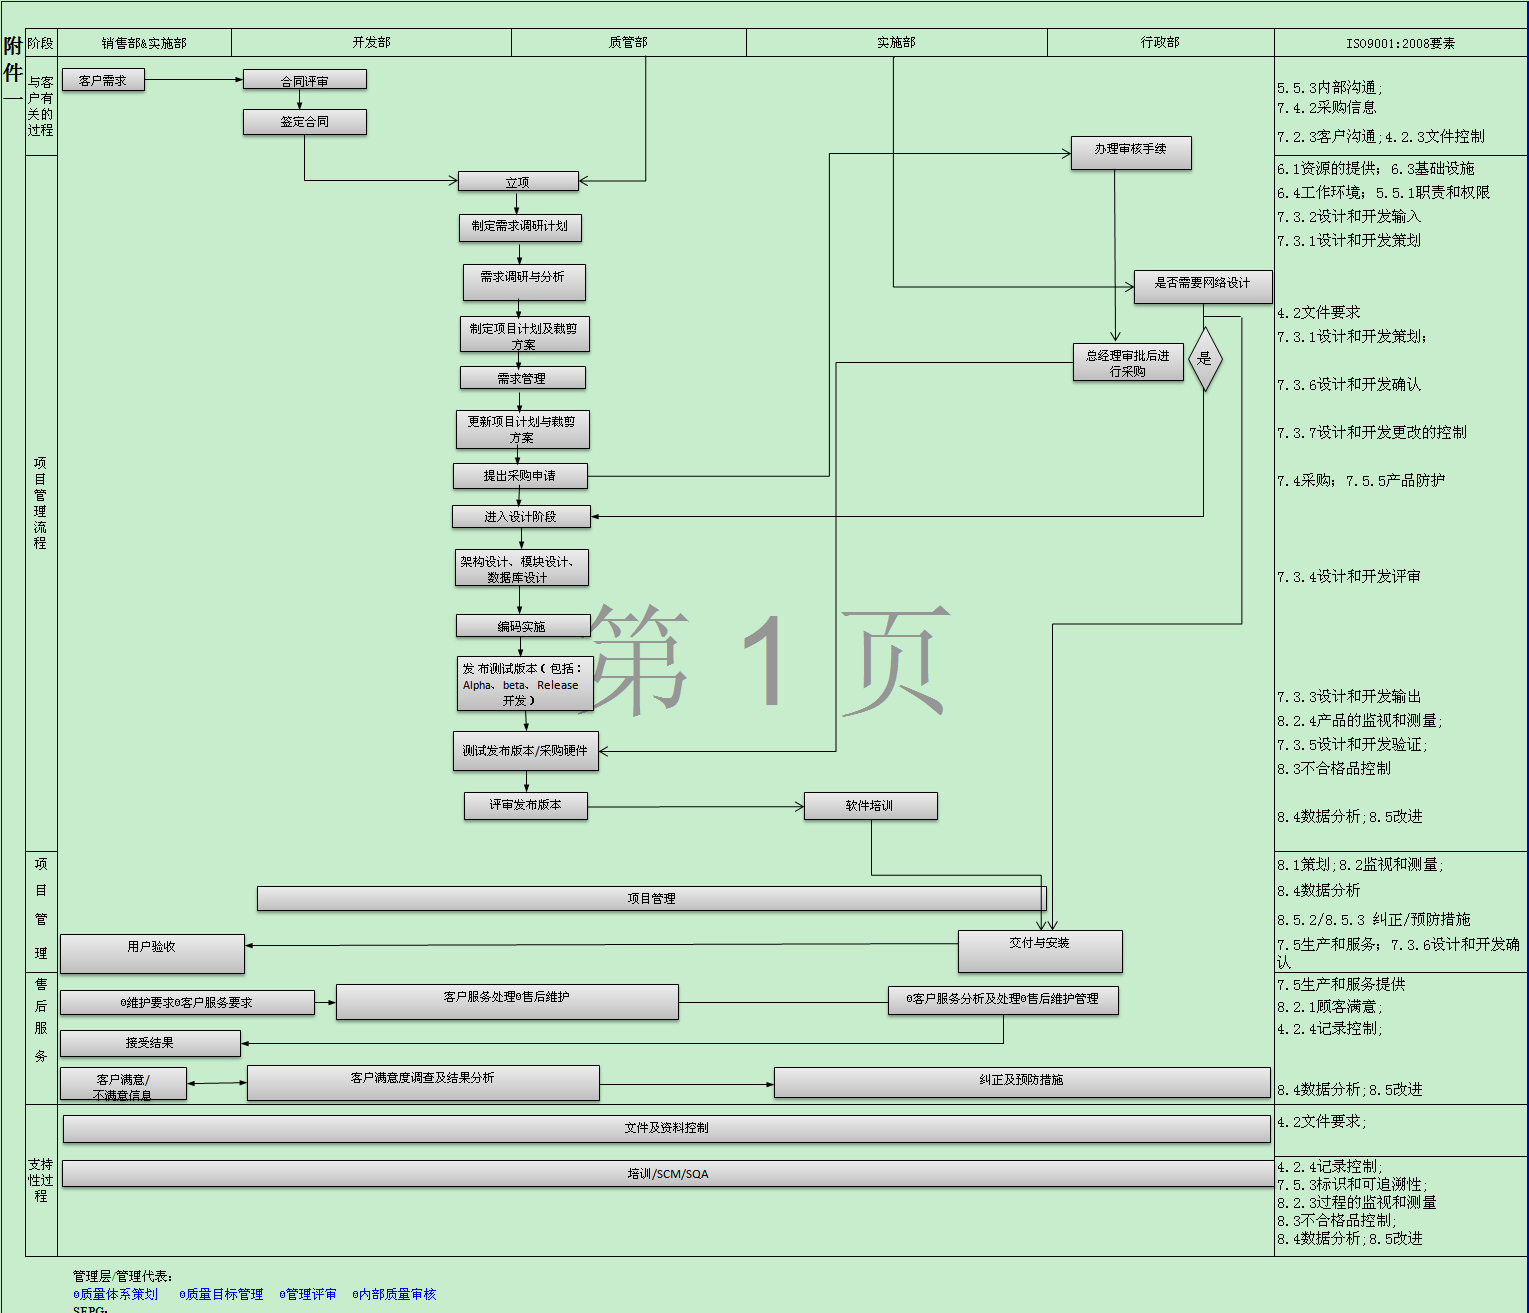 附
件
一
阶段 销售部&实施部 开发部 质管部 实施部 行政部 ISO9001:2008要素
与客
户有
关的
过程
客户需求
合同评审
签定合同
5.5.3内部沟通;
7.4.2采购信息
7.2.3客户沟通;4.2.3文件控制
项
目
管
理
流
程
立项
制定需求调研计划
需求调研与分析
制定项目计划及裁剪
方案
需求管理
更新项目计划与裁剪
方案
提出采购申请
进入设计阶段
架构设计、模块设计、
数据库设计
编码实施
发 布测试版本(包括:
Alpha、beta、Release
开发)
测试发布版本/采购硬件
评审发布版本
软件培训
办理审核手续
是否需要网络设计
总经理审批后进
行采购
是
6.1资源的提供; 6.3基础设施
6.4工作环境; 5.5.1职责和权限
7.3.2设计和开发输入
7.3.1设计和开发策划
4.2文件要求
7.3.1设计和开发策划;
7.3.6设计和开发确认
7.3.7设计和开发更改的控制
7.4采购; 7.5.5产品防护
7.3.4设计和开发评审
7.3.3设计和开发输出
8.2.4产品的监视和测量;
7.3.5设计和开发验证;
8.3不合格品控制
8.4数据分析;8.5改进
第 1 页
项
目
管
理
项目管理
用户验收
交付与安装
8.1策划;8.2监视和测量;
8.4数据分析
8.5.2/8.5.3 纠正/预防措施
7.5生产和服务; 7.3.6设计和开发确
认
售
后
服
务
0维护要求0客户服务要求
客户服务处理0售后维护
0客户服务分析及处理0售后维护管理
接受结果
客户满意/
不满意信息
客户满意度调查及结果分析
纠正及预防措施
7.5生产和服务提供
8.2.1顾客满意;
4.2.4记录控制;
8.4数据分析;8.5改进
支持
性过
程
文件及资料控制
培训/SCM/SQA
4.2文件要求;
4.2.4记录控制;
7.5.3标识和可追溯性;
8.2.3过程的监视和测量
8.3不合格品控制;
8.4数据分析;8.5改进
管理层/管理代表:
0质量体系策划 0质量目标管理 0管理评审 0内部质量审核
SEPG: